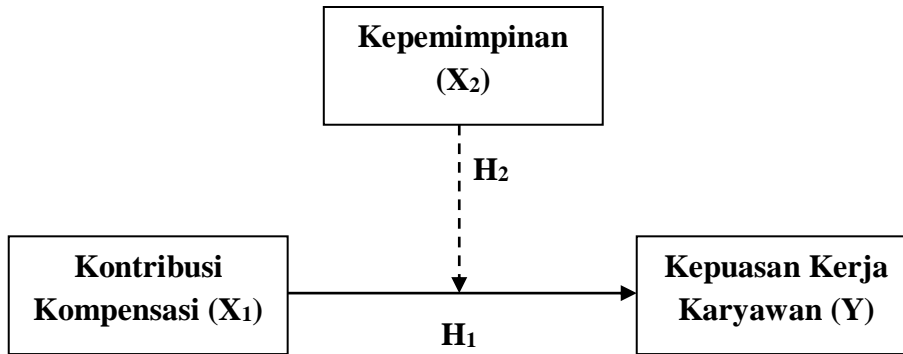 Kepemimpinan
(X₂)
H₂
Kontribusi
Kompensasi (X₁)
H₁
Kepuasan Kerja
Karyawan (Y)